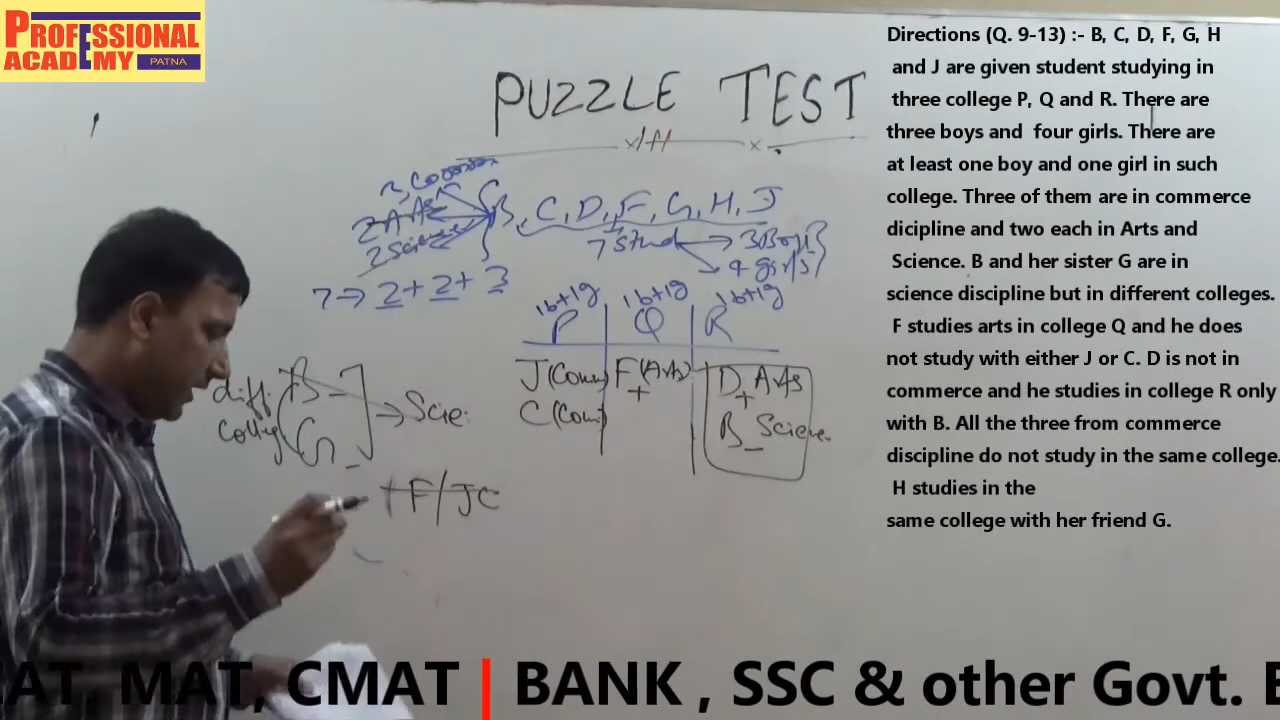 PROFESSIONAL
ACADEMY PATNA
PUZZLE TEST
B, C, D, F, G, H, J
2 Arts
2 Science
7 Stud
3 Boys
4 girls
7 → 2 + 2 + 3
1b+1g 1b+1g 1b+1g
P Q R
J (Com) F (Arts) D Arts
+ +
C (Com) B Science
diff. B
colleg G → Scie.
F/JC
Directions (Q. 9-13) :- B, C, D, F, G, H
and J are given student studying in
three college P, Q and R. There are
three boys and four girls. There are
at least one boy and one girl in such
college. Three of them are in commerce
dicipline and two each in Arts and
Science. B and her sister G are in
science discipline but in different colleges.
F studies arts in college Q and he does
not study with either J or C. D is not in
commerce and he studies in college R only
with B. All the three from commerce
discipline do not study in the same college.
H studies in the
same college with her friend G.
AT, MAT, CMAT | BANK , SSC & other Govt. E